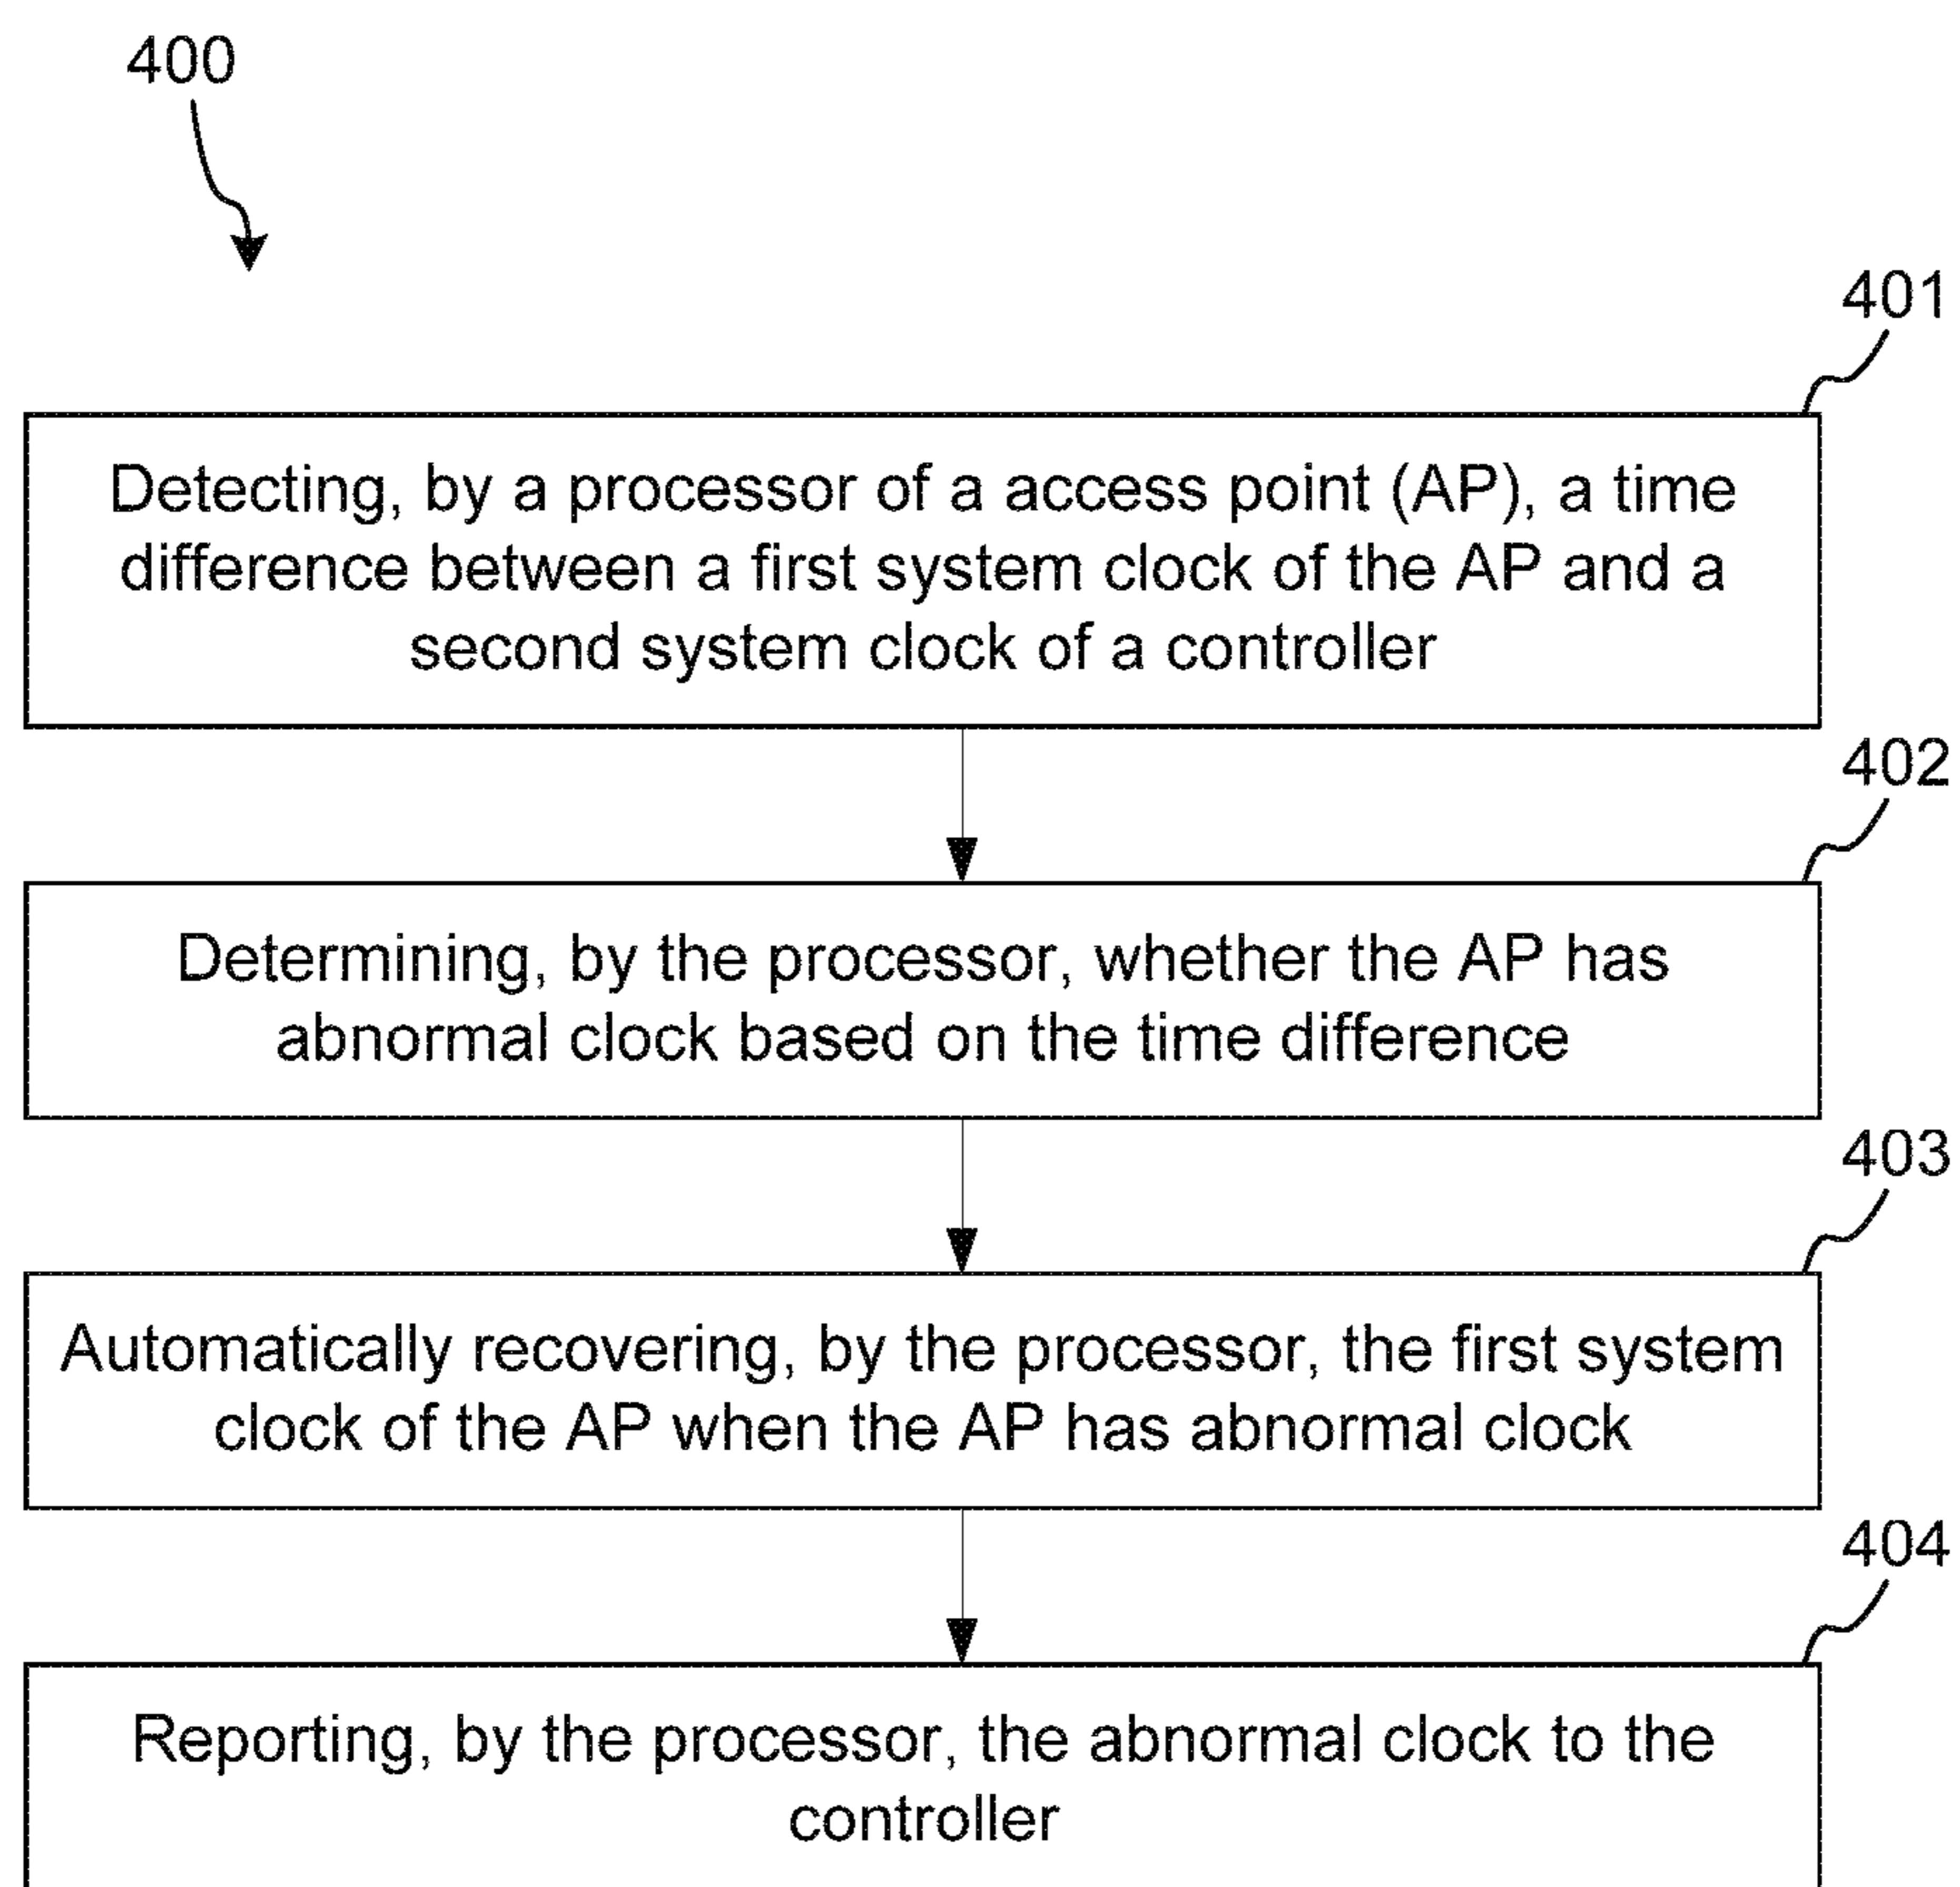 400
401
Detecting, by a processor of a access point (AP), a time
difference between a first system clock of the AP and a
second system clock of a controller
402
Determining, by the processor, whether the AP has
abnormal clock based on the time difference
403
Automatically recovering, by the processor, the first system
clock of the AP when the AP has abnormal clock
404
Reporting, by the processor, the abnormal clock to the
controller